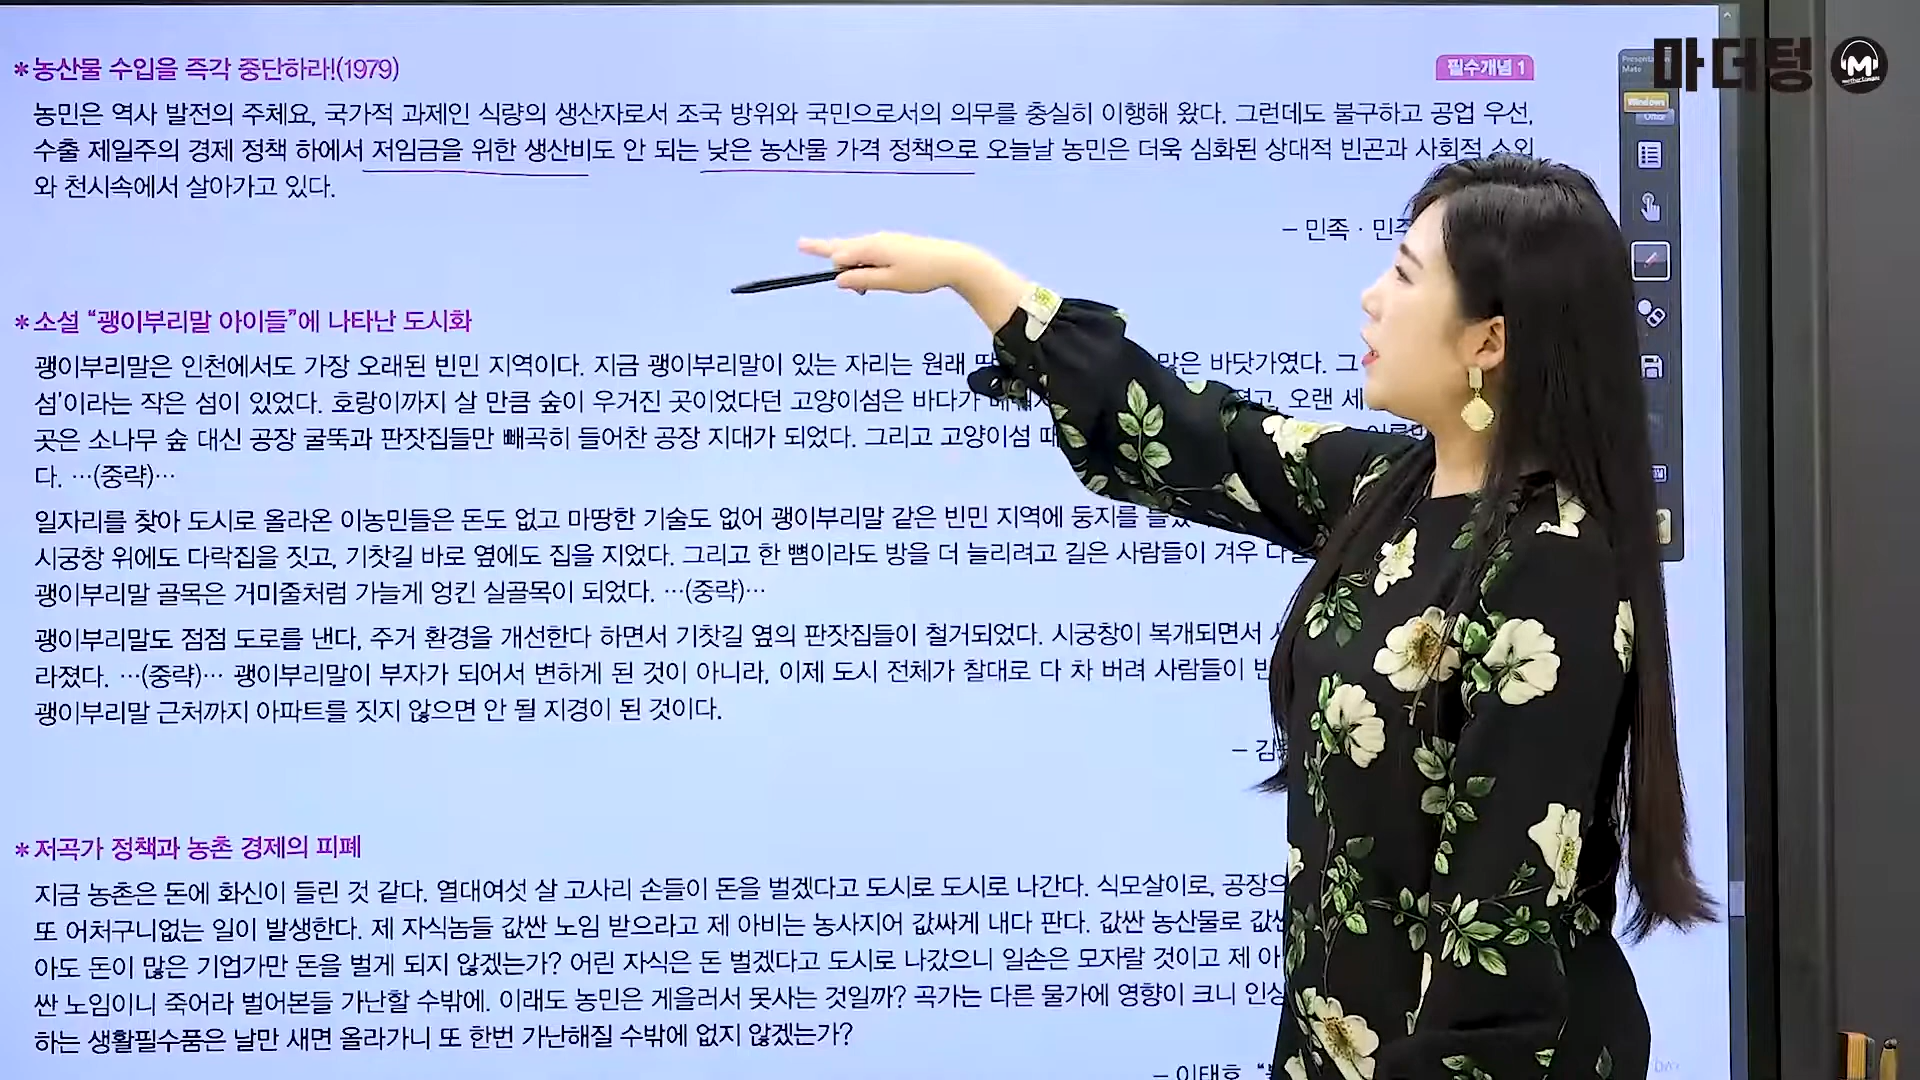 마더텅
Presentation
Mate
Windows
*농산물 수입을 즉각 중단하라!(1979)
필수개념 1
농민은 역사 발전의 주체요, 국가적 과제인 식량의 생산자로서 조국 방위와 국민으로서의 의무를 충실히 이행해 왔다. 그런데도 불구하고 공업 우선,
수출 제일주의 경제 정책 하에서 저임금을 위한 생산비도 안 되는 낮은 농산물 가격 정책으로 오늘날 농민은 더욱 심화된 상대적 빈곤과 사회적 소외
와 천시속에서 살아가고 있다.
– 민족 · 민주
*소설 “괭이부리말 아이들”에 나타난 도시화
괭이부리말은 인천에서도 가장 오래된 빈민 지역이다. 지금 괭이부리말이 있는 자리는 원래 많은 바닷가였다. 그
섬'이라는 작은 섬이 있었다. 호랑이까지 살 만큼 숲이 우거진 곳이었다던 고양이섬은 바다가 오랜 세
곳은 소나무 숲 대신 공장 굴뚝과 판잣집들만 빼곡히 들어찬 공장 지대가 되었다. 그리고 고양이섬 때
다. …(중략)…
일자리를 찾아 도시로 올라온 이농민들은 돈도 없고 마땅한 기술도 없어 괭이부리말 같은 빈민 지역에 둥지를
시궁창 위에도 다락집을 짓고, 기찻길 바로 옆에도 집을 지었다. 그리고 한 뼘이라도 방을 더 늘리려고 길은 사람들이 겨우
괭이부리말 골목은 거미줄처럼 가늘게 엉킨 실골목이 되었다. …(중략)…
괭이부리말도 점점 도로를 낸다, 주거 환경을 개선한다 하면서 기찻길 옆의 판잣집들이 철거되었다. 시궁창이 복개되면서
라졌다. …(중략)… 괭이부리말이 부자가 되어서 변하게 된 것이 아니라, 이제 도시 전체가 찰대로 다 차 버려 사람들이
괭이부리말 근처까지 아파트를 짓지 않으면 안 될 지경이 된 것이다.
– 김
*저곡가 정책과 농촌 경제의 피폐
지금 농촌은 돈에 화신이 들린 것 같다. 열대여섯 살 고사리 손들이 돈을 벌겠다고 도시로 도시로 나간다. 식모살이로, 공장으
또 어처구니없는 일이 발생한다. 제 자식놈들 값싼 노임 받으라고 제 아비는 농사지어 값싸게 내다 판다. 값싼 농산물로 값싼
아도 돈이 많은 기업가만 돈을 벌게 되지 않겠는가? 어린 자식은 돈 벌겠다고 도시로 나갔으니 일손은 모자랄 것이고 제 아
싼 노임이니 죽어라 벌어본들 가난할 수밖에. 이래도 농민은 게을러서 못사는 것일까? 곡가는 다른 물가에 영향이 크니 인상
하는 생활필수품은 날만 새면 올라가니 또 한번 가난해질 수밖에 없지 않겠는가?
– 이태호, “